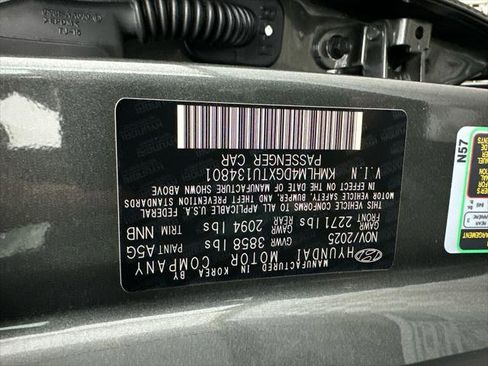 MANUFACTURED IN KOREA BY
HYUNDAI MOTOR COMPANY
NOV/2025 GVWR 3858 lbs PAINT A5G
FRONT GAWR 2271 lbs REAR GAWR 2094 lbs TRIM NNB
THIS VEHICLE CONFORMS TO ALL APPLICABLE U.S.A. FEDERAL
MOTOR VEHICLE SAFETY, BUMPER, AND THEFT PREVENTION STANDARDS
IN EFFECT ON THE DATE OF MANUFACTURE SHOWN ABOVE
V.I.N KMHLM4DG6XTU134801
PASSENGER CAR
N57